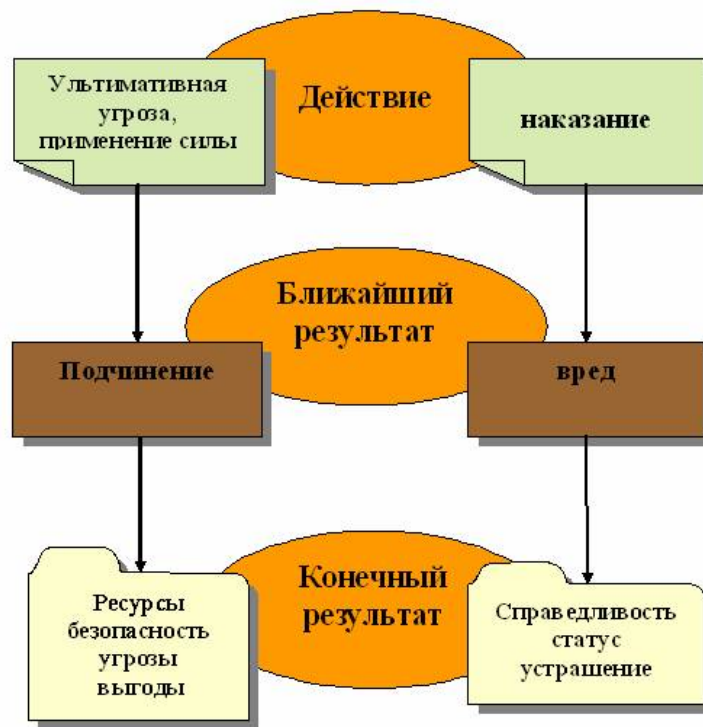 Ультимативная
угроза,
применение силы
Действие
наказание
Ближайший
результат
Подчинение
вред
Конечный
результат
Ресурсы
безопасность
угрозы
выгоды
Справедливость
статус
устрашение